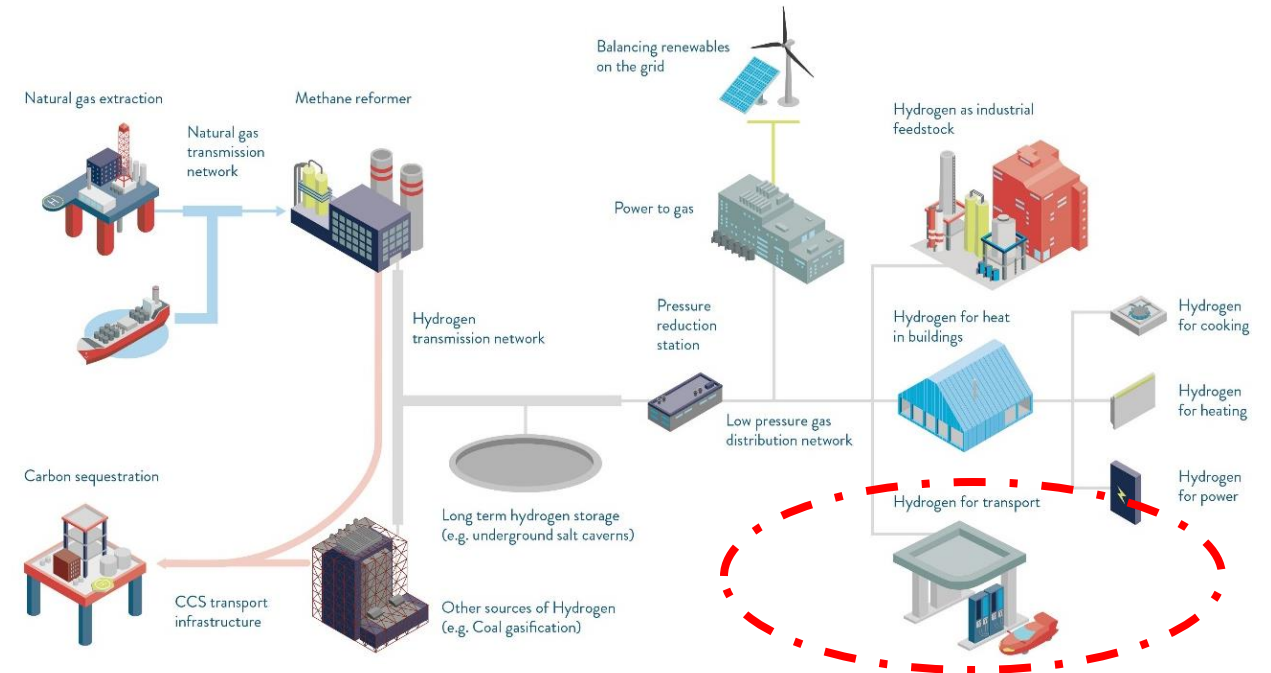 Balancing renewables
on the grid
Natural gas extraction
Methane reformer
Hydrogen as industrial
feedstock
Natural gas
transmission
network
Power to gas
Hydrogen
transmission network
Pressure
reduction
station
Hydrogen for heat
in buildings
Hydrogen
for cooking
Hydrogen
for heating
Low pressure gas
distribution network
Carbon sequestration
Hydrogen
for power
Hydrogen for transport
Long term hydrogen storage
(e.g. underground salt caverns)
CCS transport
infrastructure
Other sources of Hydrogen
(e.g. Coal gasification)
H